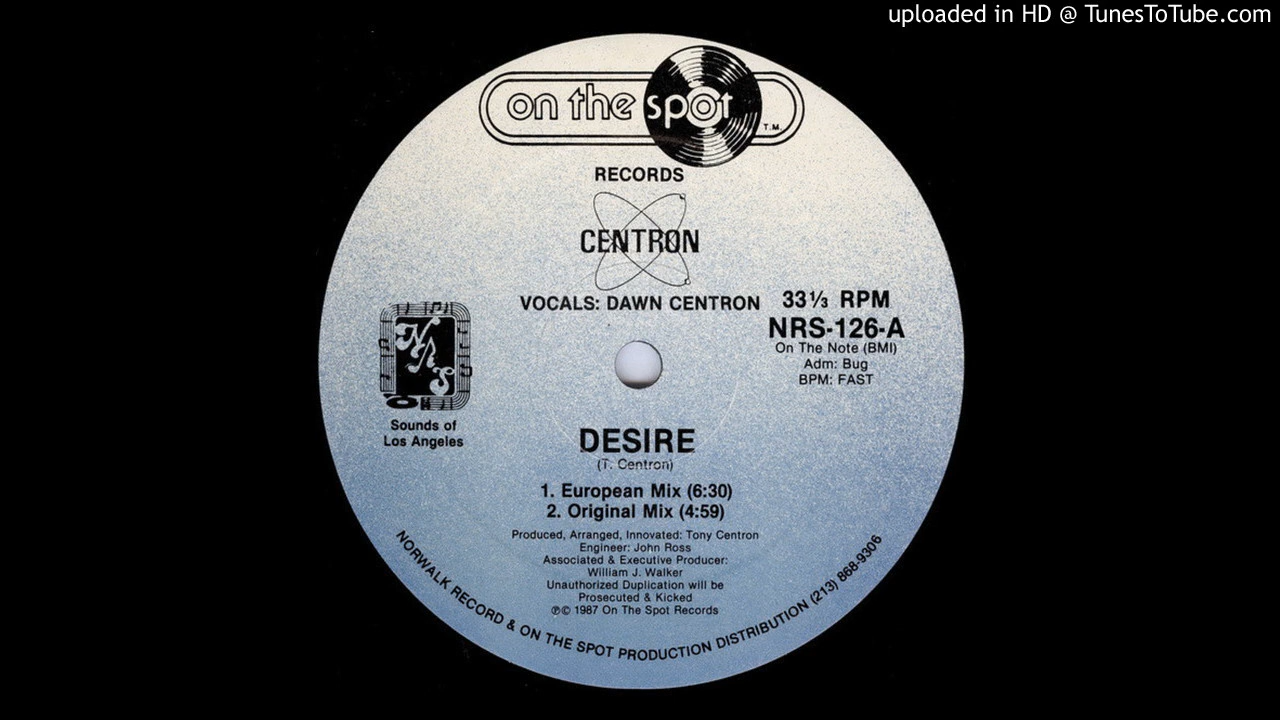 uploaded in HD @ TunesToTube.com
on the spot
T.M.
RECORDS
CENTRON
VOCALS: DAWN CENTRON
33⅓ RPM
NRS-126-A
On The Note (BMI)
Adm: Bug
BPM: FAST
NRS
Sounds of
Los Angeles
DESIRE
(T. Centron)
1. European Mix (6:30)
2. Original Mix (4:59)
Produced, Arranged, Innovated: Tony Centron
Engineer: John Ross
Associated & Executive Producer:
William J. Walker
Unauthorized Duplication will be
Prosecuted & Kicked
℗© 1987 On The Spot Records
NORWALK RECORD & ON THE SPOT PRODUCTION DISTRIBUTION (213) 868-9306